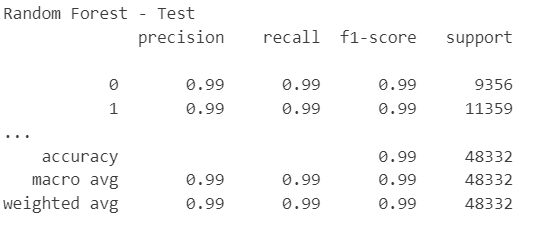 Random Forest - Test
precision recall f1-score support
0 0.99 0.99 0.99 9356
1 0.99 0.99 0.99 11359
...
accuracy 0.99 48332
macro avg 0.99 0.99 0.99 48332
weighted avg 0.99 0.99 0.99 48332